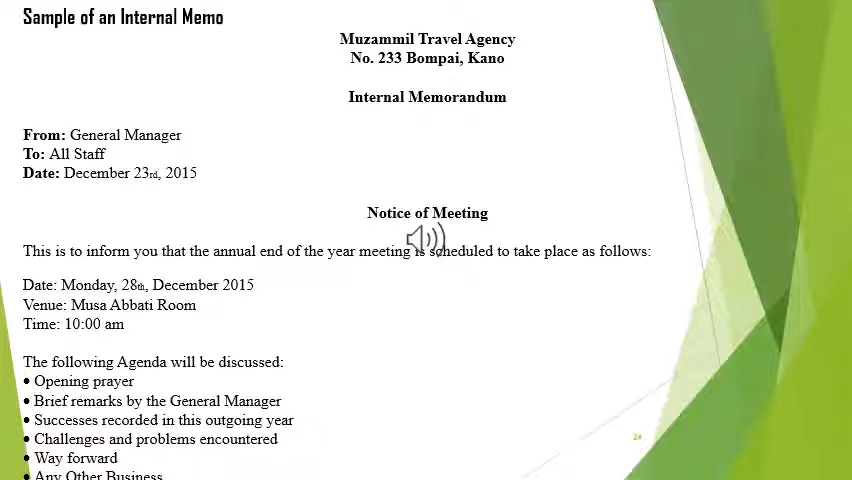 Sample of an Internal Memo
Muzammil Travel Agency
No. 233 Bompai, Kano
Internal Memorandum
From: General Manager
To: All Staff
Date: December 23rd, 2015
Notice of Meeting
This is to inform you that the annual end of the year meeting is scheduled to take place as follows:
Date: Monday, 28th, December 2015
Venue: Musa Abbati Room
Time: 10:00 am
The following Agenda will be discussed:
• Opening prayer
• Brief remarks by the General Manager
• Successes recorded in this outgoing year
• Challenges and problems encountered
• Way forward
• Any Other Business
24